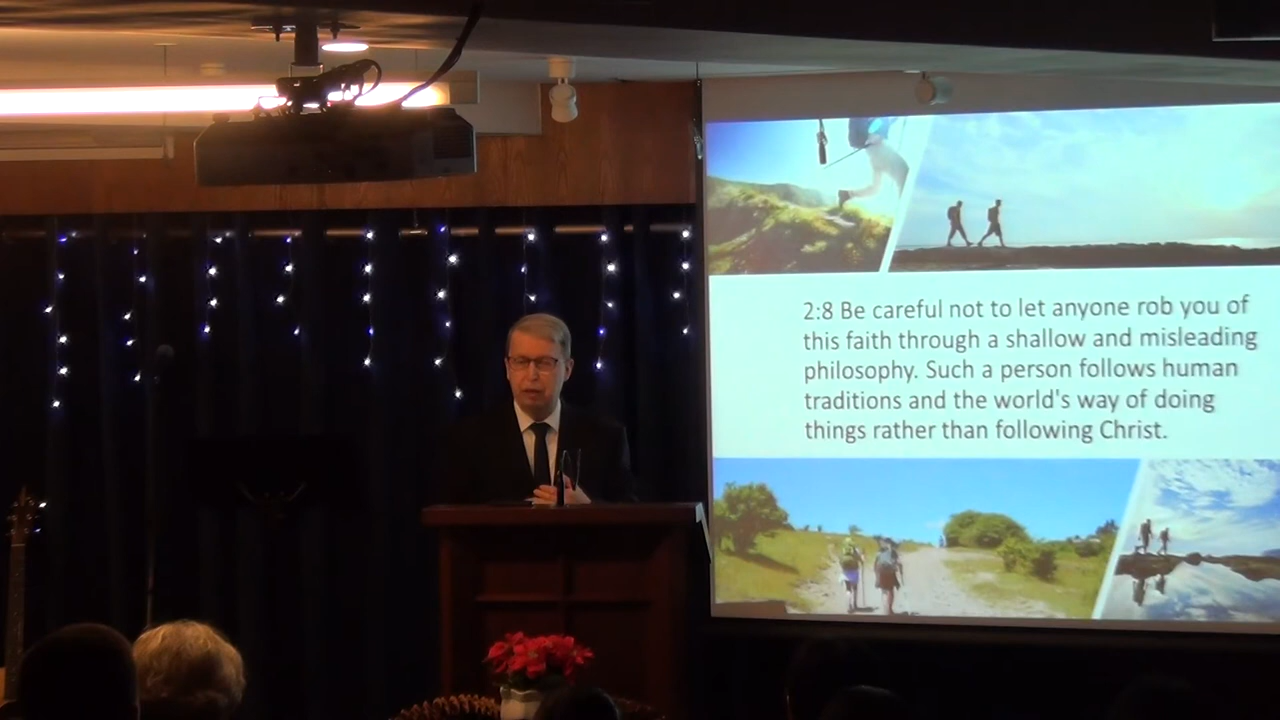 2:8 Be careful not to let anyone rob you of
this faith through a shallow and misleading
philosophy. Such a person follows human
traditions and the world's way of doing
things rather than following Christ.